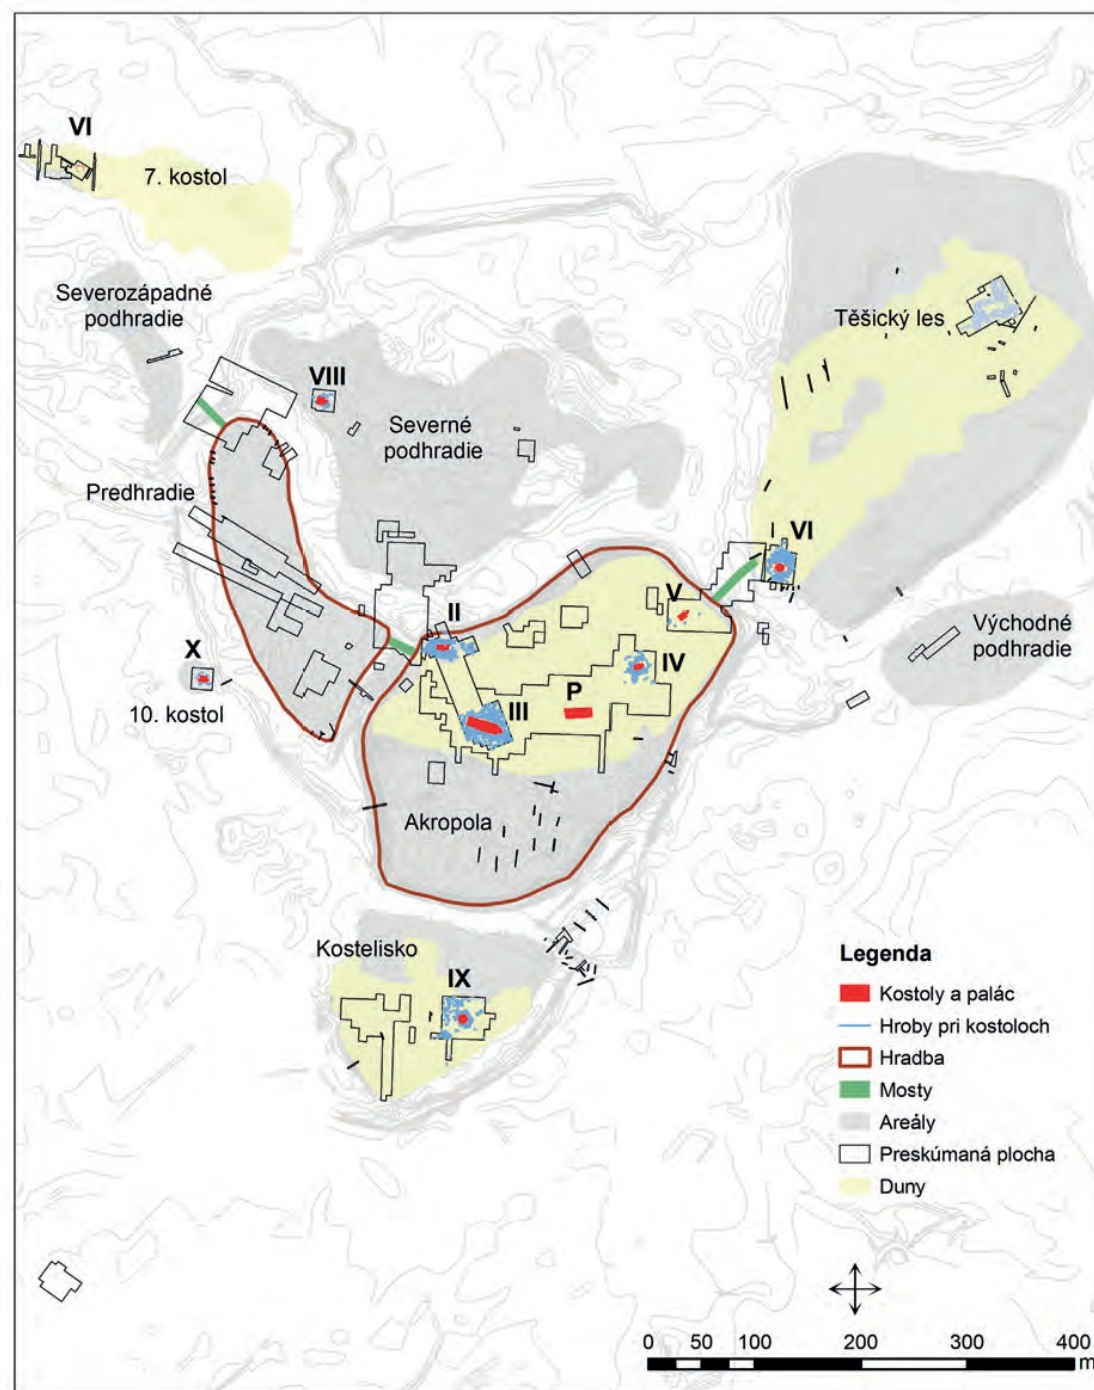 VI
7. kostol
Severozápadné
podhradie
Těšický les
VIII
Severné
podhradie
Predhradie
VI
V
II
Východné
podhradie
X
IV
P
10. kostol
III
Akropola
Kostelisko
IX
Legenda
Kostoly a palác
Hroby pri kostoloch
Hradba
Mosty
Areály
Preskúmaná plocha
Duny
0 50 100 200 300 400
m